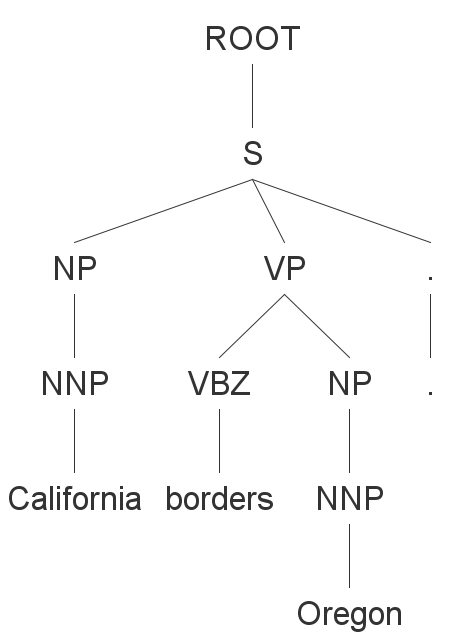 ROOT
S
NP VP .
NNP VBZ NP .
California borders NNP
Oregon